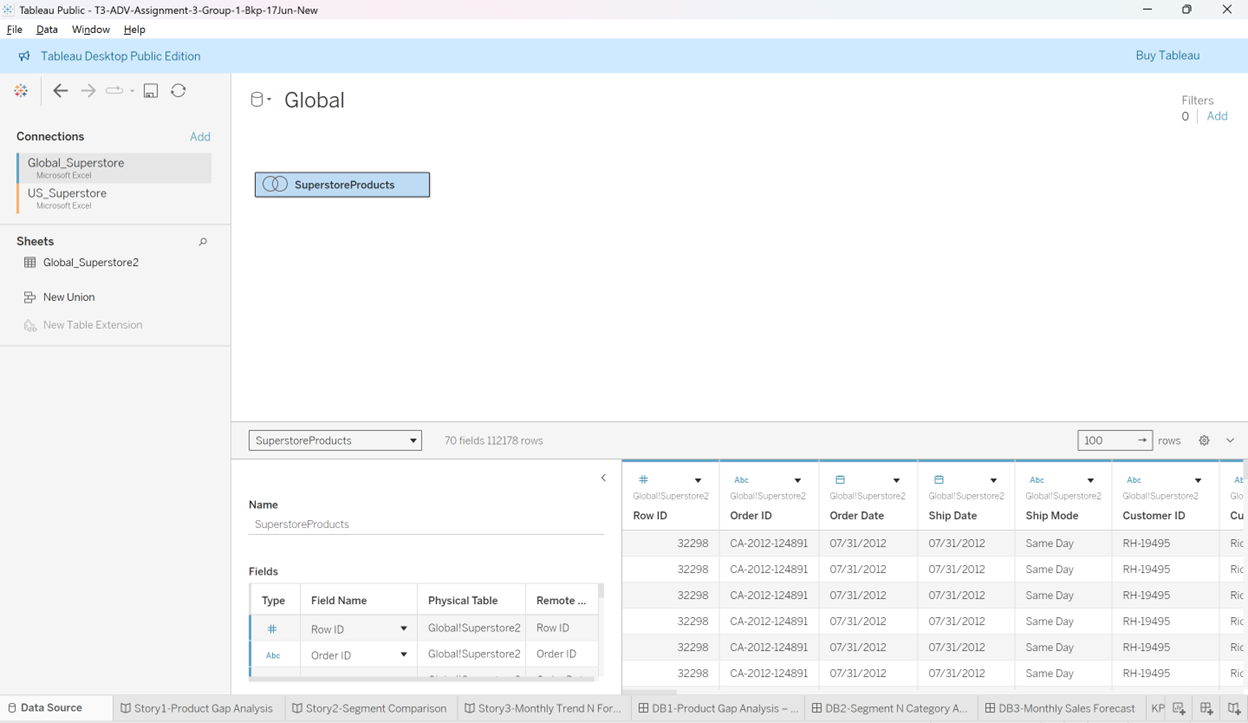 Tableau Public - T3-ADV-Assignment-3-Group-1-Bkp-17Jun-New
File Data Window Help
Tableau Desktop Public Edition Buy Tableau
Global
Filters
0 Add
Connections Add
Global_Superstore
Microsoft Excel
US_Superstore
Microsoft Excel
SuperstoreProducts
Sheets
Global_Superstore2
New Union
New Table Extension
SuperstoreProducts 70 fields 112178 rows 100 rows
Name
SuperstoreProducts
Fields
Type Field Name Physical Table Remote ...
# Row ID Global!Superstore2 Row ID
Abc Order ID Global!Superstore2 Order ID
# Abc Abc Abc
Global!Superstore2 Global!Superstore2 Global!Superstore2 Global!Superstore2 Global!Superstore2 Global!Superstore2
Row ID Order ID Order Date Ship Date Ship Mode Customer ID Cu
32298 CA-2012-124891 07/31/2012 07/31/2012 Same Day RH-19495 Ric
32298 CA-2012-124891 07/31/2012 07/31/2012 Same Day RH-19495 Ric
32298 CA-2012-124891 07/31/2012 07/31/2012 Same Day RH-19495 Ric
32298 CA-2012-124891 07/31/2012 07/31/2012 Same Day RH-19495 Ric
32298 CA-2012-124891 07/31/2012 07/31/2012 Same Day RH-19495 Ric
32298 CA-2012-124891 07/31/2012 07/31/2012 Same Day RH-19495 Ric
Data Source Story1-Product Gap Analysis Story2-Segment Comparison Story3-Monthly Trend N For... DB1-Product Gap Analysis – ... DB2-Segment N Category A... DB3-Monthly Sales Forecast KP